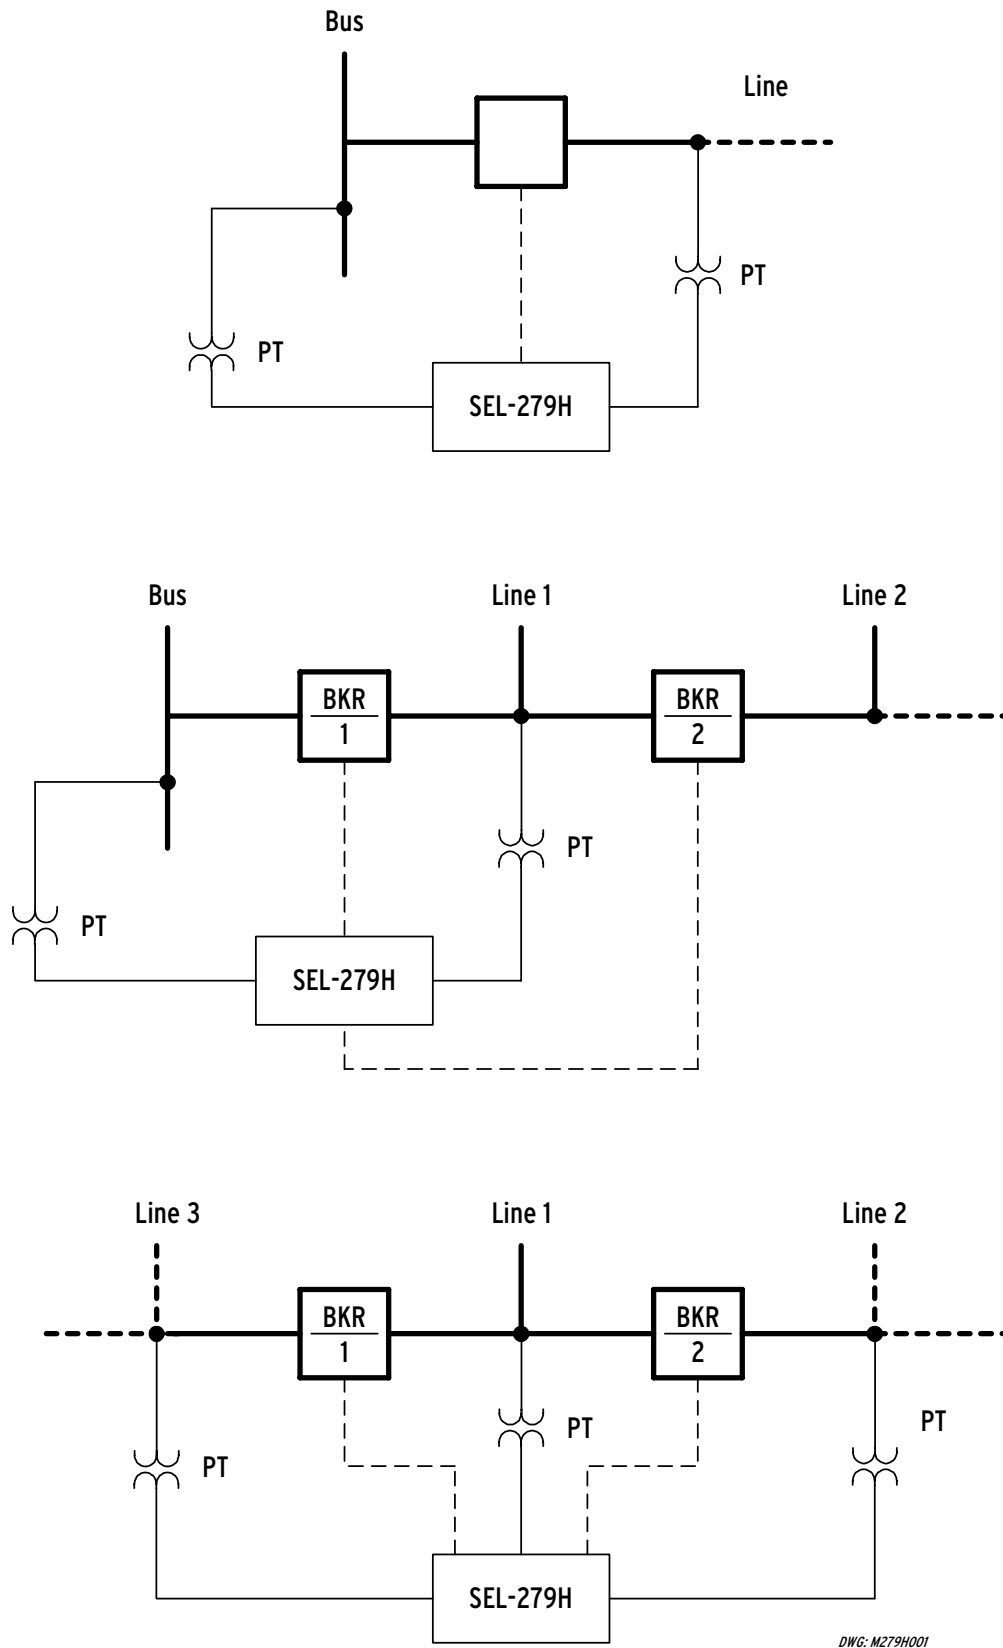 Bus
Line
PT
PT
SEL-279H
Bus
Line 1
Line 2
BKR
1
BKR
2
PT
PT
SEL-279H
Line 3
Line 1
Line 2
BKR
1
BKR
2
PT
PT
PT
SEL-279H
DWG: M279H001